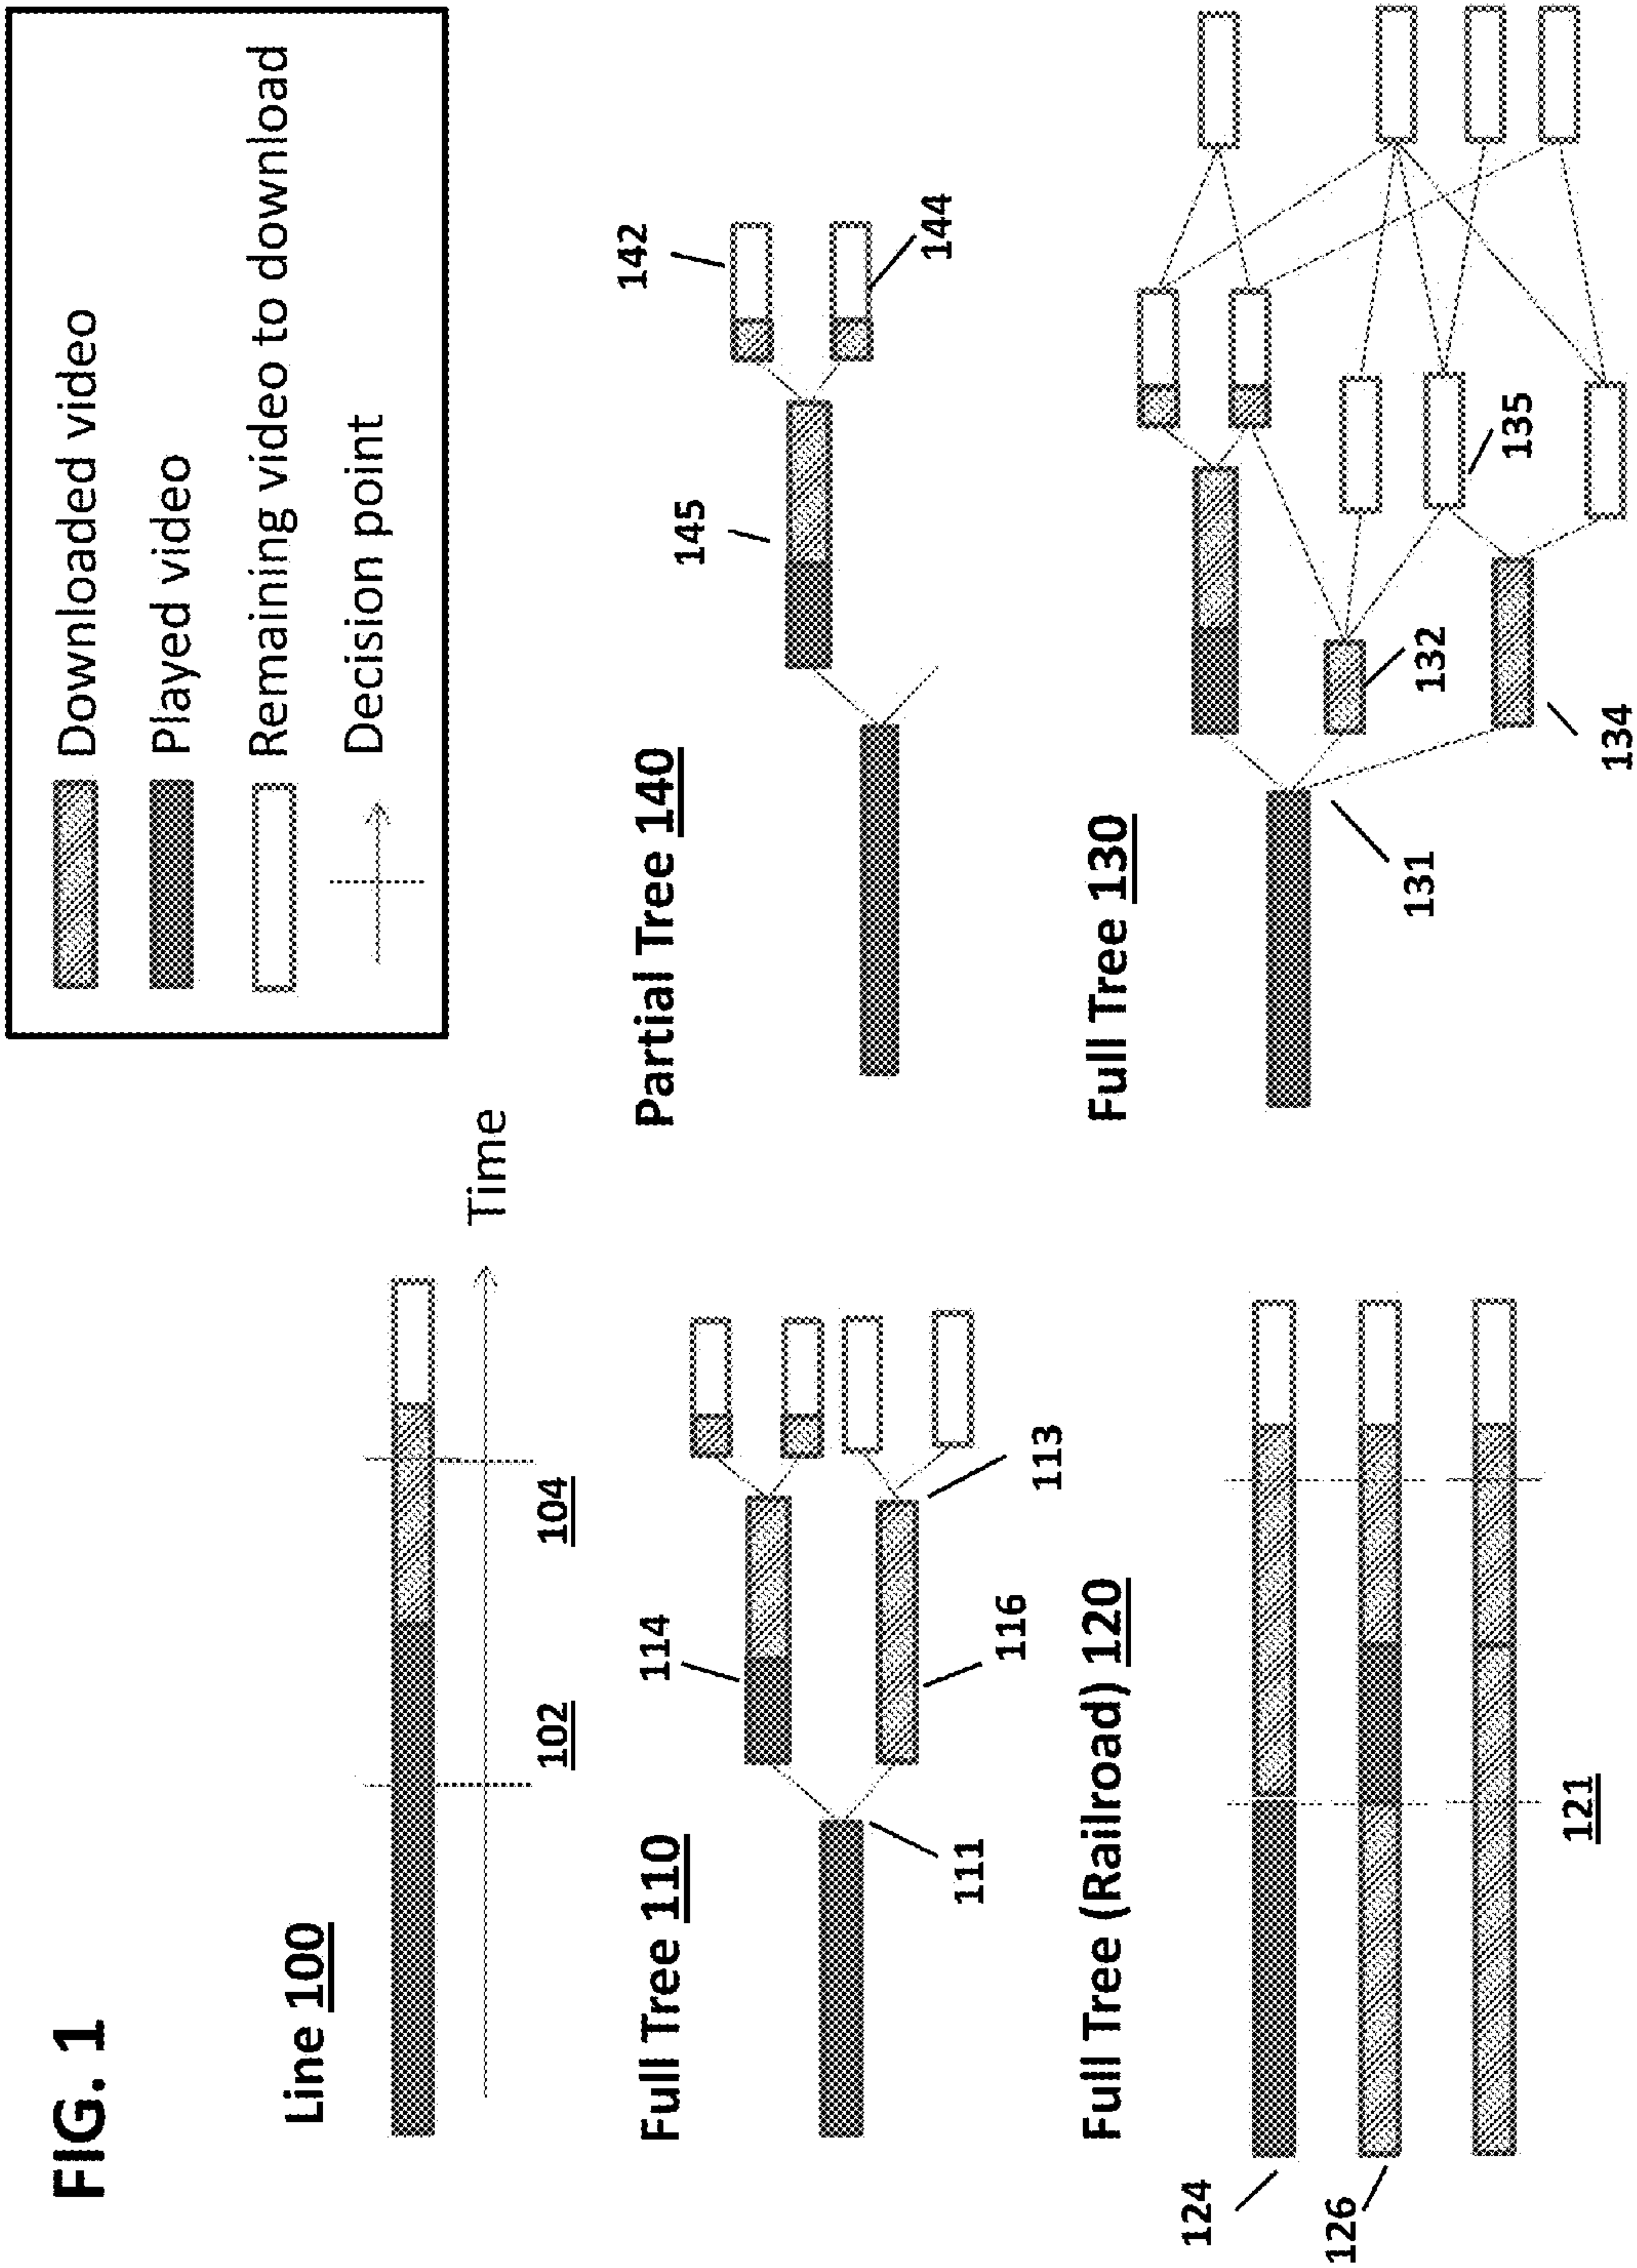 FIG. 1
Downloaded video
Played video
Remaining video to download
Decision point
Line 100
Time
102
104
Full Tree 110
114
116
111
113
Partial Tree 140
145
142
144
Full Tree (Railroad) 120
124
126
121
Full Tree 130
131
132
134
135